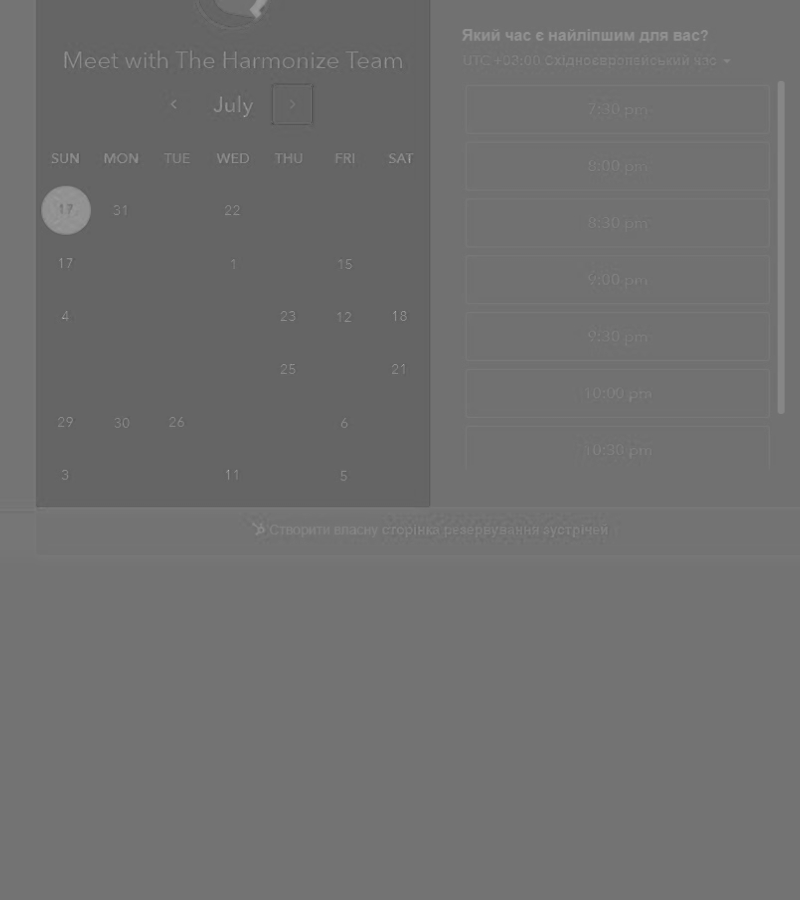 Meet with The Harmonize Team
July
SUN MON TUE WED THU FRI SAT
17 31 22
17 1 15
4 23 12 18
25 21
29 30 26 6
3 11 5
Який час є найліпшим для вас?
UTC +03:00 Східноєвропейський час
7:30 pm
8:00 pm
8:30 pm
9:00 pm
9:30 pm
10:00 pm
10:30 pm
Створити власну сторінка резервування зустрічей